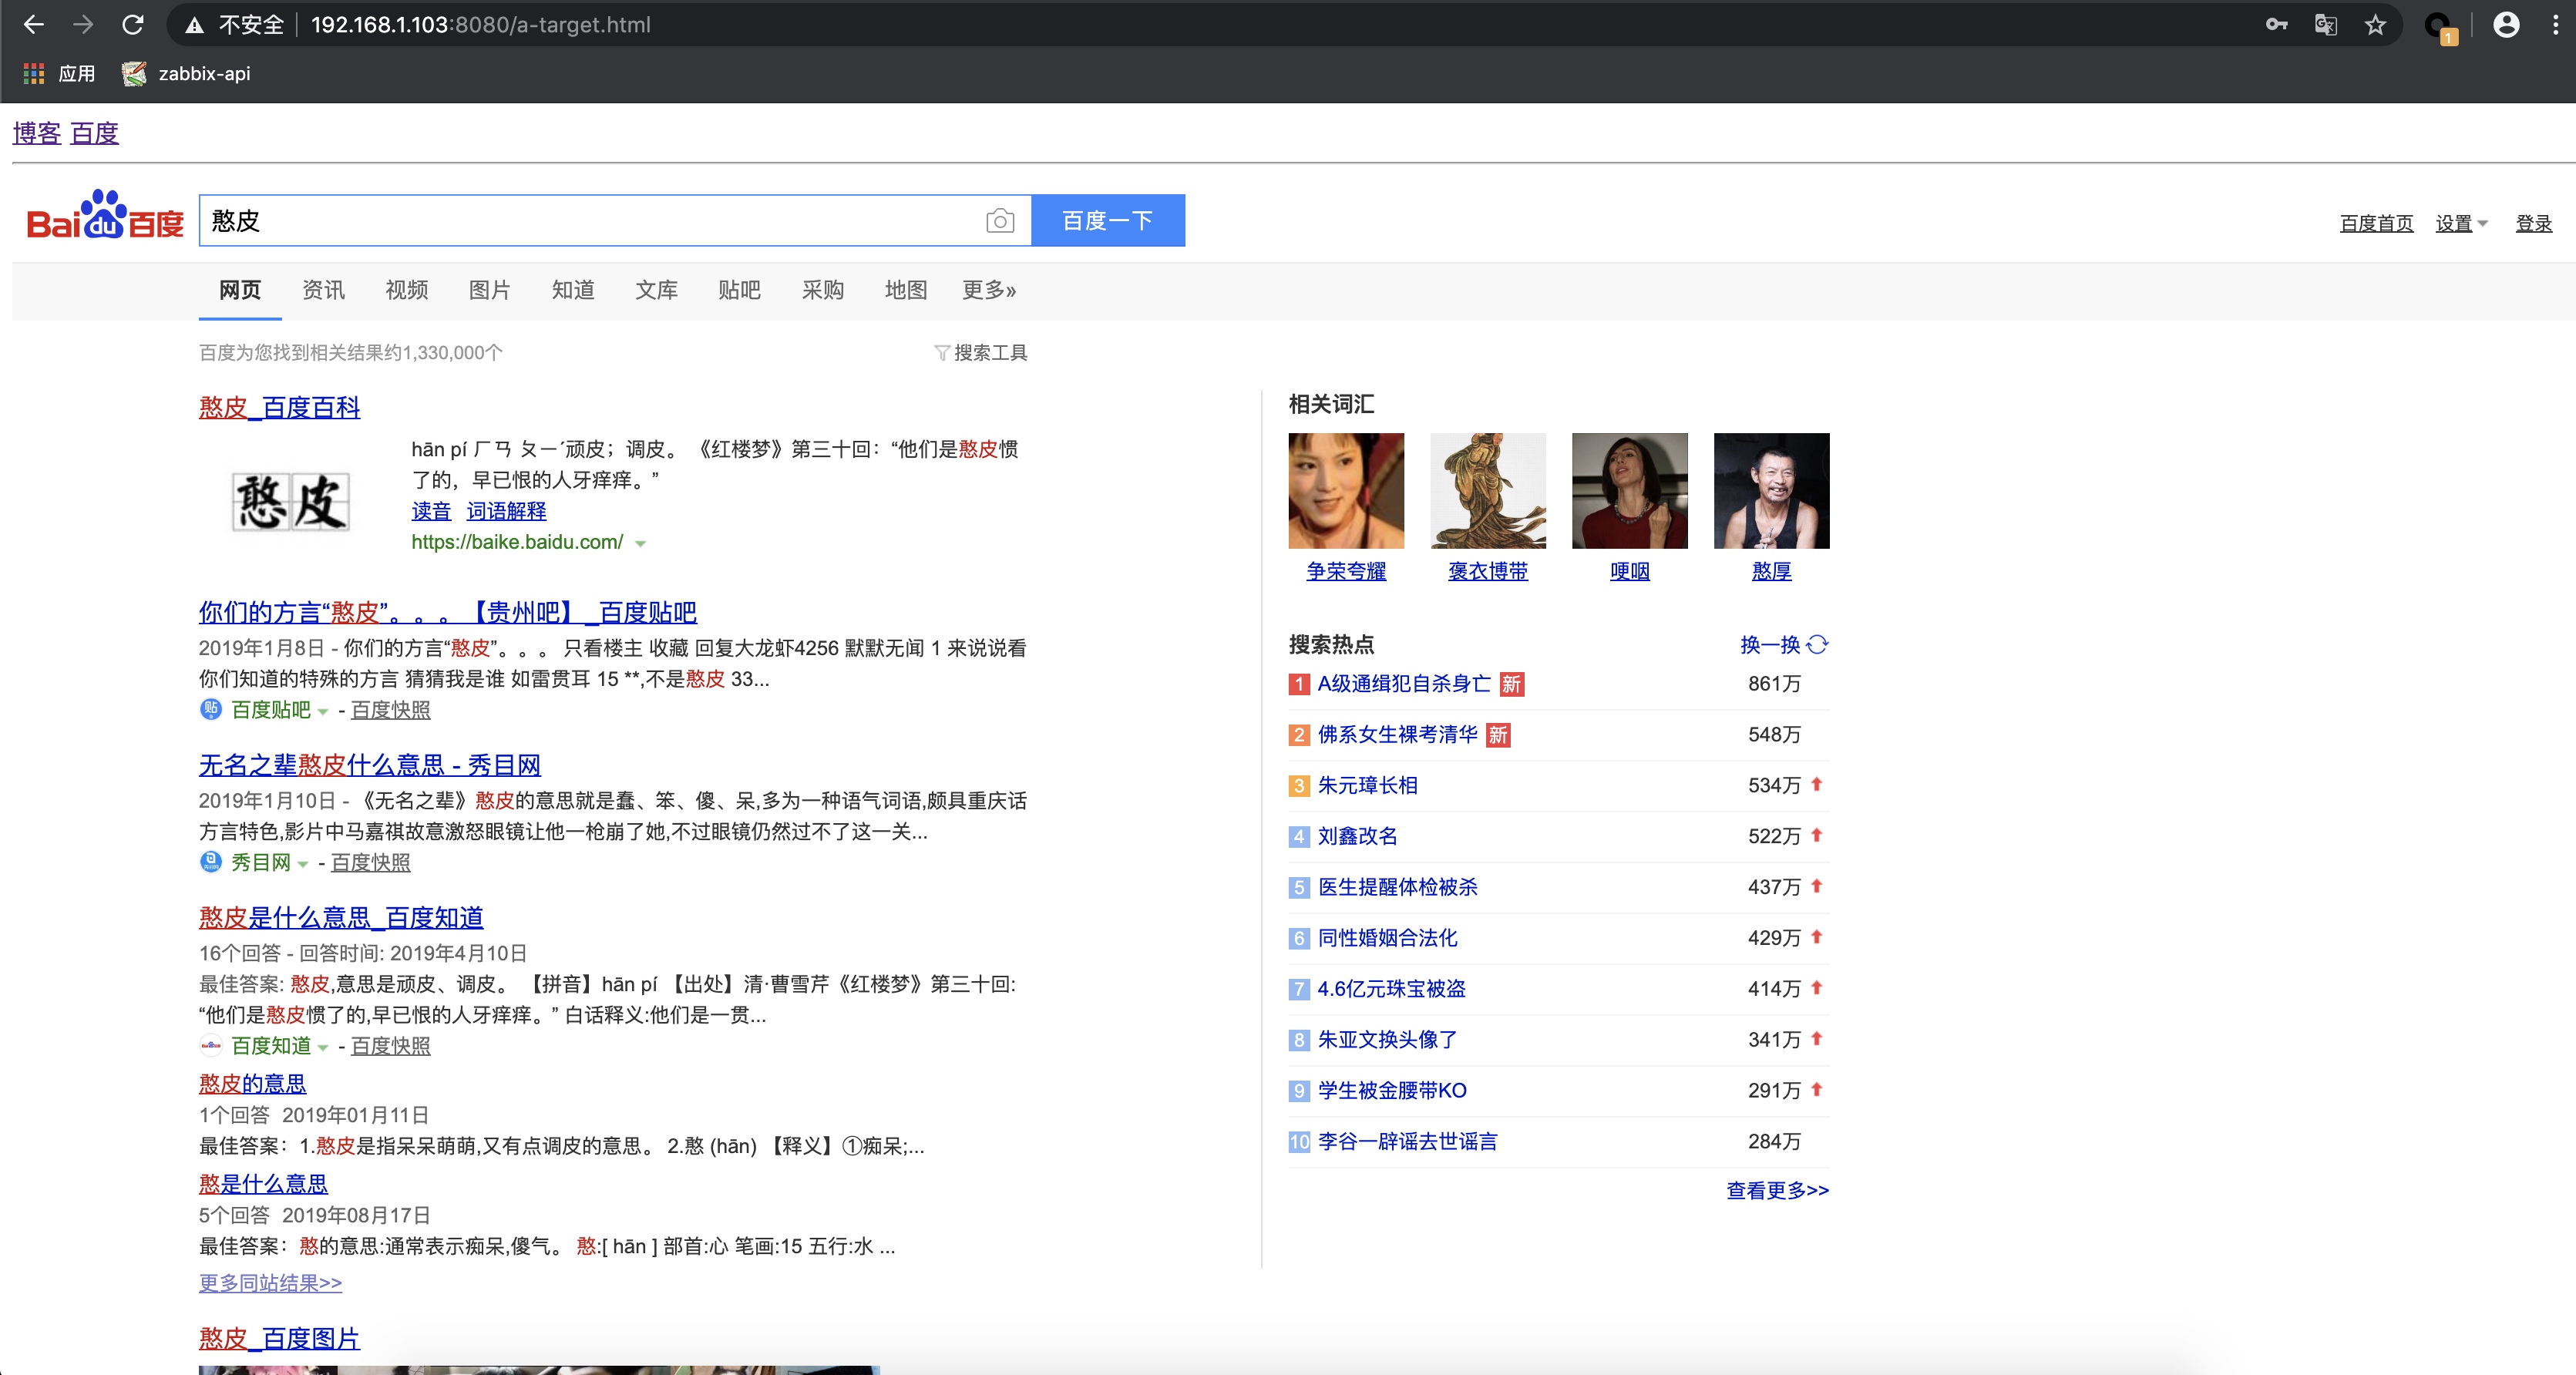 不安全 192.168.1.103:8080/a-target.html
1
应用 zabbix-api
博客 百度
Bai du 百度 憨皮 百度一下 百度首页 设置 登录
网页 资讯 视频 图片 知道 文库 贴吧 采购 地图 更多»
百度为您找到相关结果约1,330,000个 搜索工具
憨皮_百度百科
憨皮
hān pí ㄏㄢ ㄆㄧˊ顽皮；调皮。 《红楼梦》第三十回：“他们是憨皮惯
了的，早已恨的人牙痒痒。”
读音 词语解释
https://baike.baidu.com/
你们的方言“憨皮”。。。【贵州吧】_百度贴吧
2019年1月8日 - 你们的方言“憨皮”。。。 只看楼主 收藏 回复大龙虾4256 默默无闻 1 来说说看
你们知道的特殊的方言 猜猜我是谁 如雷贯耳 15 **,不是憨皮 33...
贴 百度贴吧 - 百度快照
无名之辈憨皮什么意思 - 秀目网
2019年1月10日 - 《无名之辈》憨皮的意思就是蠢、笨、傻、呆,多为一种语气词语,颇具重庆话
方言特色,影片中马嘉祺故意激怒眼镜让他一枪崩了她,不过眼镜仍然过不了这一关...
秀目网 - 百度快照
憨皮是什么意思_百度知道
16个回答 - 回答时间: 2019年4月10日
最佳答案: 憨皮,意思是顽皮、调皮。 【拼音】hān pí 【出处】清·曹雪芹《红楼梦》第三十回:
“他们是憨皮惯了的,早已恨的人牙痒痒。” 白话释义:他们是一贯...
百度知道 - 百度快照
憨皮的意思
1个回答 2019年01月11日
最佳答案：1.憨皮是指呆呆萌萌,又有点调皮的意思。 2.憨 (hān) 【释义】①痴呆;...
憨是什么意思
5个回答 2019年08月17日
最佳答案：憨的意思:通常表示痴呆,傻气。 憨:[ hān ] 部首:心 笔画:15 五行:水 ...
更多同站结果>>
憨皮_百度图片
相关词汇
争荣夸耀 褒衣博带 哽咽 憨厚
搜索热点 换一换
1 A级通缉犯自杀身亡 新 861万
2 佛系女生裸考清华 新 548万
3 朱元璋长相 534万
4 刘鑫改名 522万
5 医生提醒体检被杀 437万
6 同性婚姻合法化 429万
7 4.6亿元珠宝被盗 414万
8 朱亚文换头像了 341万
9 学生被金腰带KO 291万
10 李谷一辟谣去世谣言 284万
查看更多>>